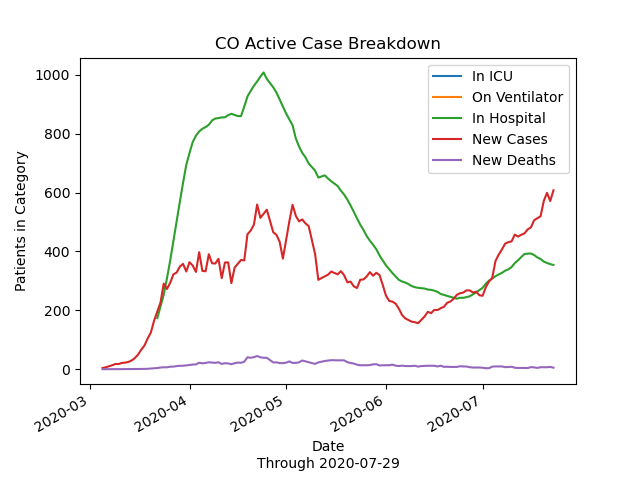 CO Active Case Breakdown
Patients in Category
1000
800
600
400
200
0
In ICU
On Ventilator
In Hospital
New Cases
New Deaths
2020-03
2020-04
2020-05
2020-06
2020-07
Date
Through 2020-07-29